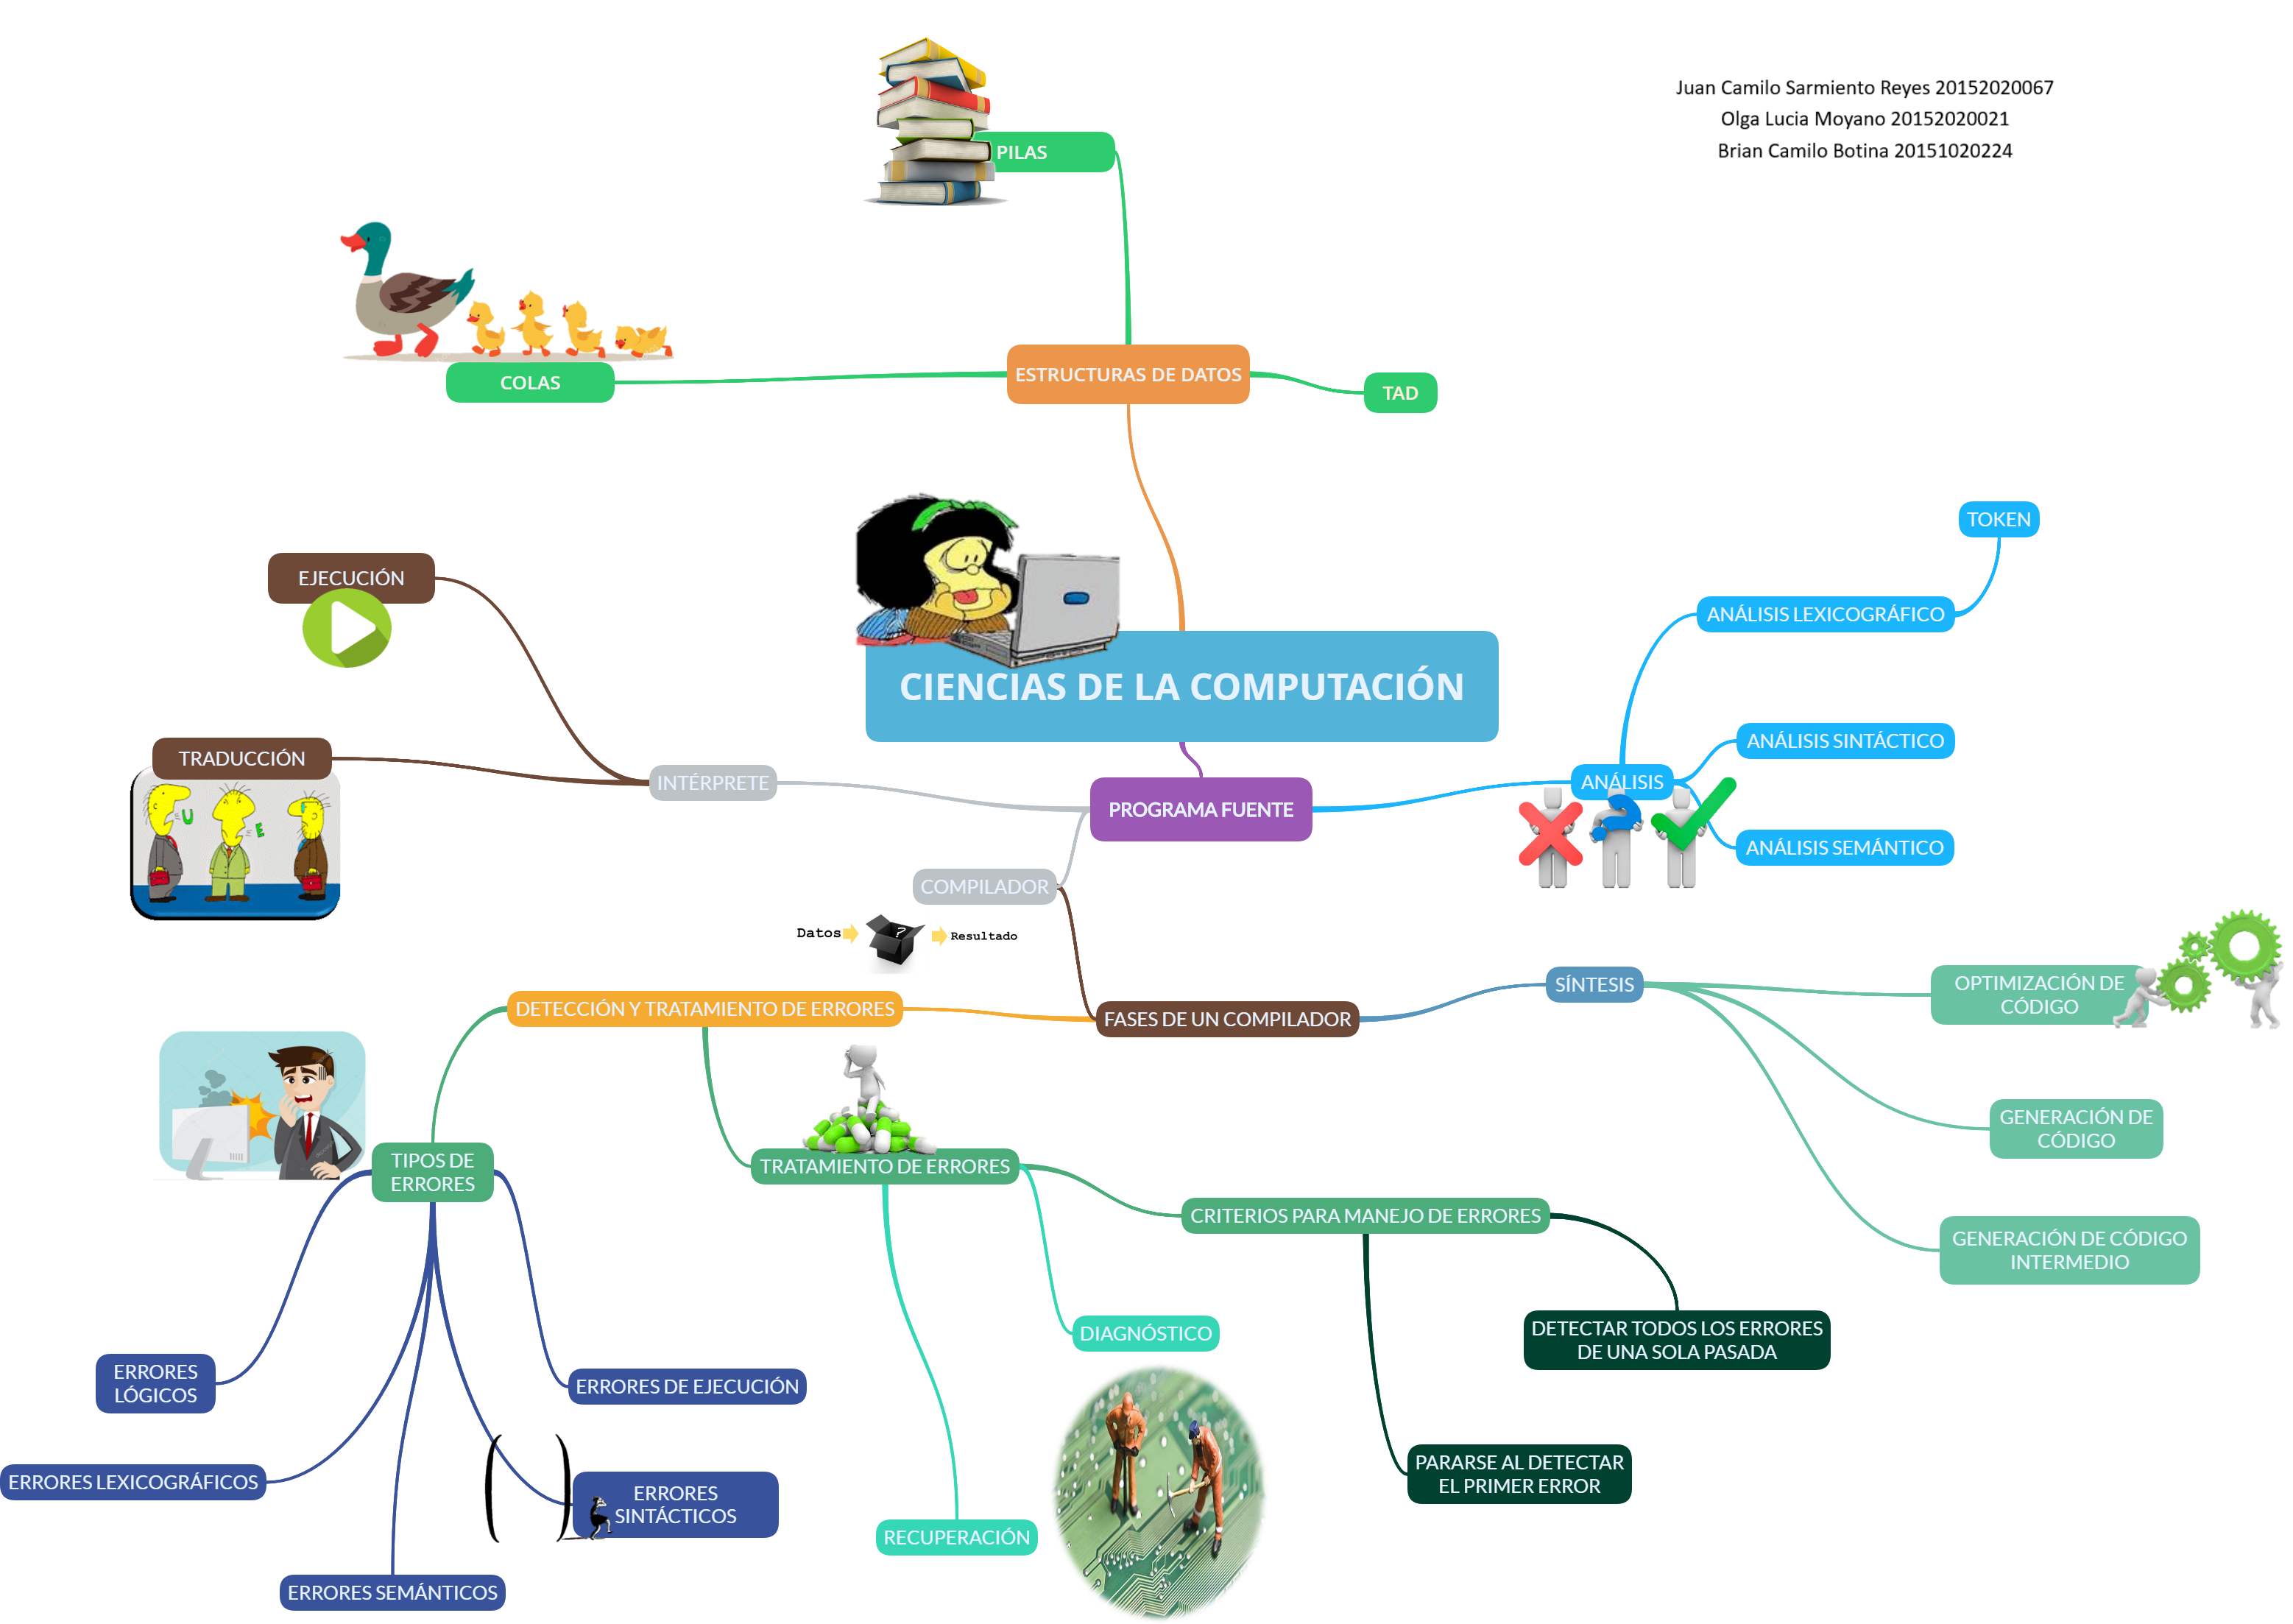 Juan Camilo Sarmiento Reyes 20152020067
Olga Lucia Moyano 20152020021
Brian Camilo Botina 20151020224
PILAS
COLAS
ESTRUCTURAS DE DATOS
TAD
TOKEN
EJECUCIÓN
ANÁLISIS LEXICOGRÁFICO
CIENCIAS DE LA COMPUTACIÓN
TRADUCCIÓN
U
E
INTÉRPRETE
PROGRAMA FUENTE
ANÁLISIS
ANÁLISIS SINTÁCTICO
ANÁLISIS SEMÁNTICO
COMPILADOR
Datos
?
Resultado
DETECCIÓN Y TRATAMIENTO DE ERRORES
FASES DE UN COMPILADOR
SÍNTESIS
OPTIMIZACIÓN DE
CÓDIGO
GENERACIÓN DE
CÓDIGO
GENERACIÓN DE CÓDIGO
INTERMEDIO
TIPOS DE
ERRORES
TRATAMIENTO DE ERRORES
CRITERIOS PARA MANEJO DE ERRORES
DIAGNÓSTICO
DETECTAR TODOS LOS ERRORES
DE UNA SOLA PASADA
ERRORES
LÓGICOS
ERRORES DE EJECUCIÓN
ERRORES LEXICOGRÁFICOS
ERRORES
SINTÁCTICOS
PARARSE AL DETECTAR
EL PRIMER ERROR
RECUPERACIÓN
ERRORES SEMÁNTICOS